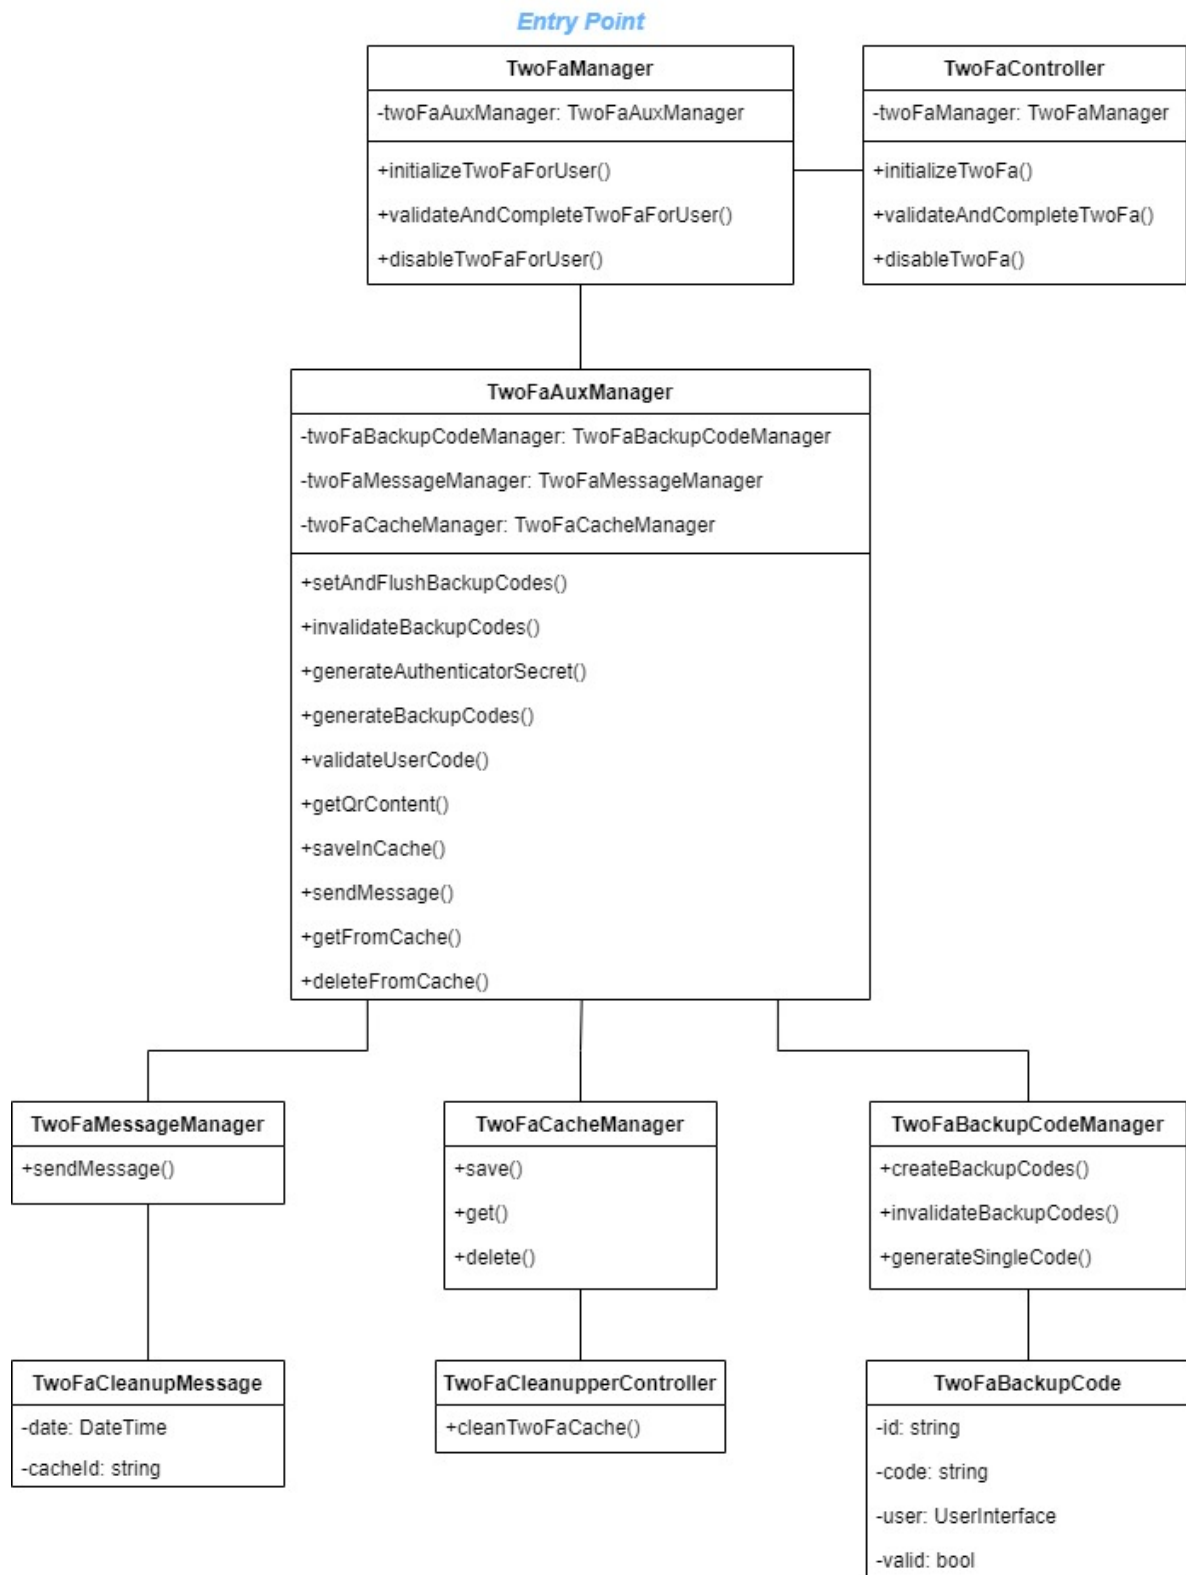 Entry Point
TwoFaManager
-twoFaAuxManager: TwoFaAuxManager
+initializeTwoFaForUser()
+validateAndCompleteTwoFaForUser()
+disableTwoFaForUser()
TwoFaController
-twoFaManager: TwoFaManager
+initializeTwoFa()
+validateAndCompleteTwoFa()
+disableTwoFa()
TwoFaAuxManager
-twoFaBackupCodeManager: TwoFaBackupCodeManager
-twoFaMessageManager: TwoFaMessageManager
-twoFaCacheManager: TwoFaCacheManager
+setAndFlushBackupCodes()
+invalidateBackupCodes()
+generateAuthenticatorSecret()
+generateBackupCodes()
+validateUserCode()
+getQrContent()
+saveInCache()
+sendMessage()
+getFromCache()
+deleteFromCache()
TwoFaMessageManager
+sendMessage()
TwoFaCacheManager
+save()
+get()
+delete()
TwoFaBackupCodeManager
+createBackupCodes()
+invalidateBackupCodes()
+generateSingleCode()
TwoFaCleanupMessage
-date: DateTime
-cacheId: string
TwoFaCleanupperController
+cleanTwoFaCache()
TwoFaBackupCode
-id: string
-code: string
-user: UserInterface
-valid: bool